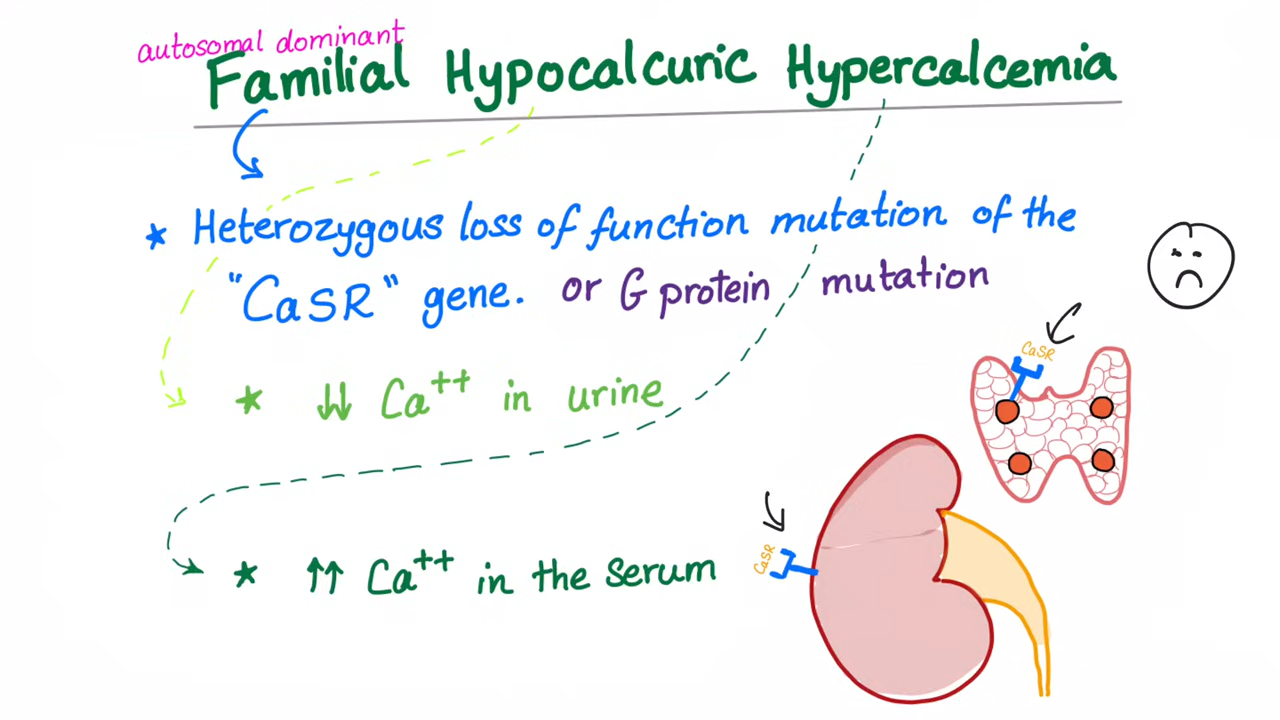 autosomal dominant
Familial Hypocalcuric Hypercalcemia
* Heterozygous loss of function mutation of the
"CaSR" gene. or G protein mutation
CaSR
* ↓↓ Ca++ in urine
CaSR
* ↑↑ Ca++ in the serum